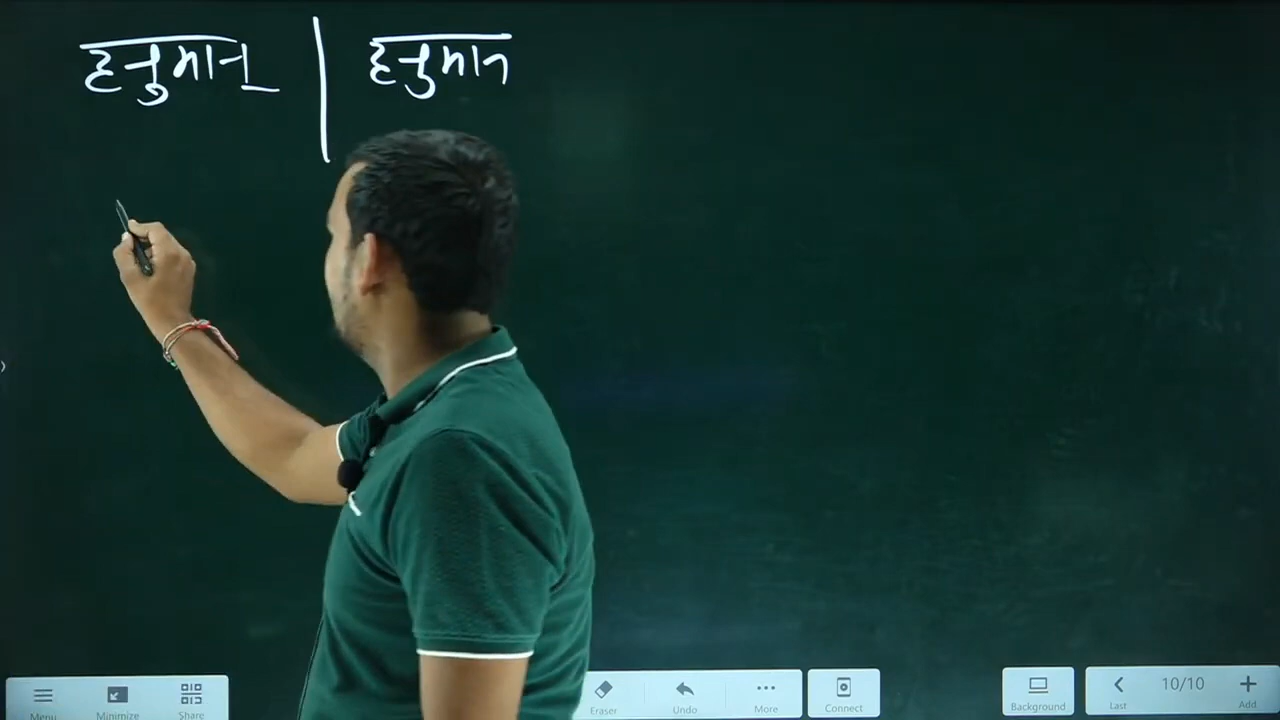 हनुमान् | हनुमान
Menu Minimize Share Eraser Undo More Connect Background Last 10/10 Add